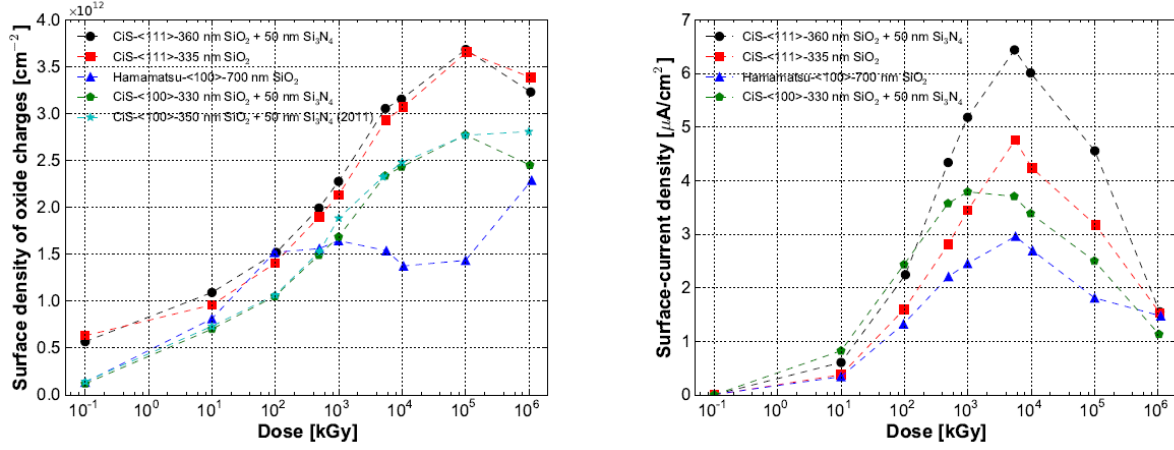 ×10¹²
4.0
3.5
3.0
2.5
2.0
1.5
1.0
0.5
0.0
Surface density of oxide charges [cm⁻²]
CiS-<111>-360 nm SiO₂ + 50 nm Si₃N₄
CiS-<111>-335 nm SiO₂
Hamamatsu-<100>-700 nm SiO₂
CiS-<100>-330 nm SiO₂ + 50 nm Si₃N₄
CiS-<100>-350 nm SiO₂ + 50 nm Si₃N₄ (2011)
10⁻¹ 10⁰ 10¹ 10² 10³ 10⁴ 10⁵ 10⁶
Dose [kGy]
7
6
5
4
3
2
1
0
Surface-current density [μA/cm²]
CiS-<111>-360 nm SiO₂ + 50 nm Si₃N₄
CiS-<111>-335 nm SiO₂
Hamamatsu-<100>-700 nm SiO₂
CiS-<100>-330 nm SiO₂ + 50 nm Si₃N₄
10⁻¹ 10⁰ 10¹ 10² 10³ 10⁴ 10⁵ 10⁶
Dose [kGy]